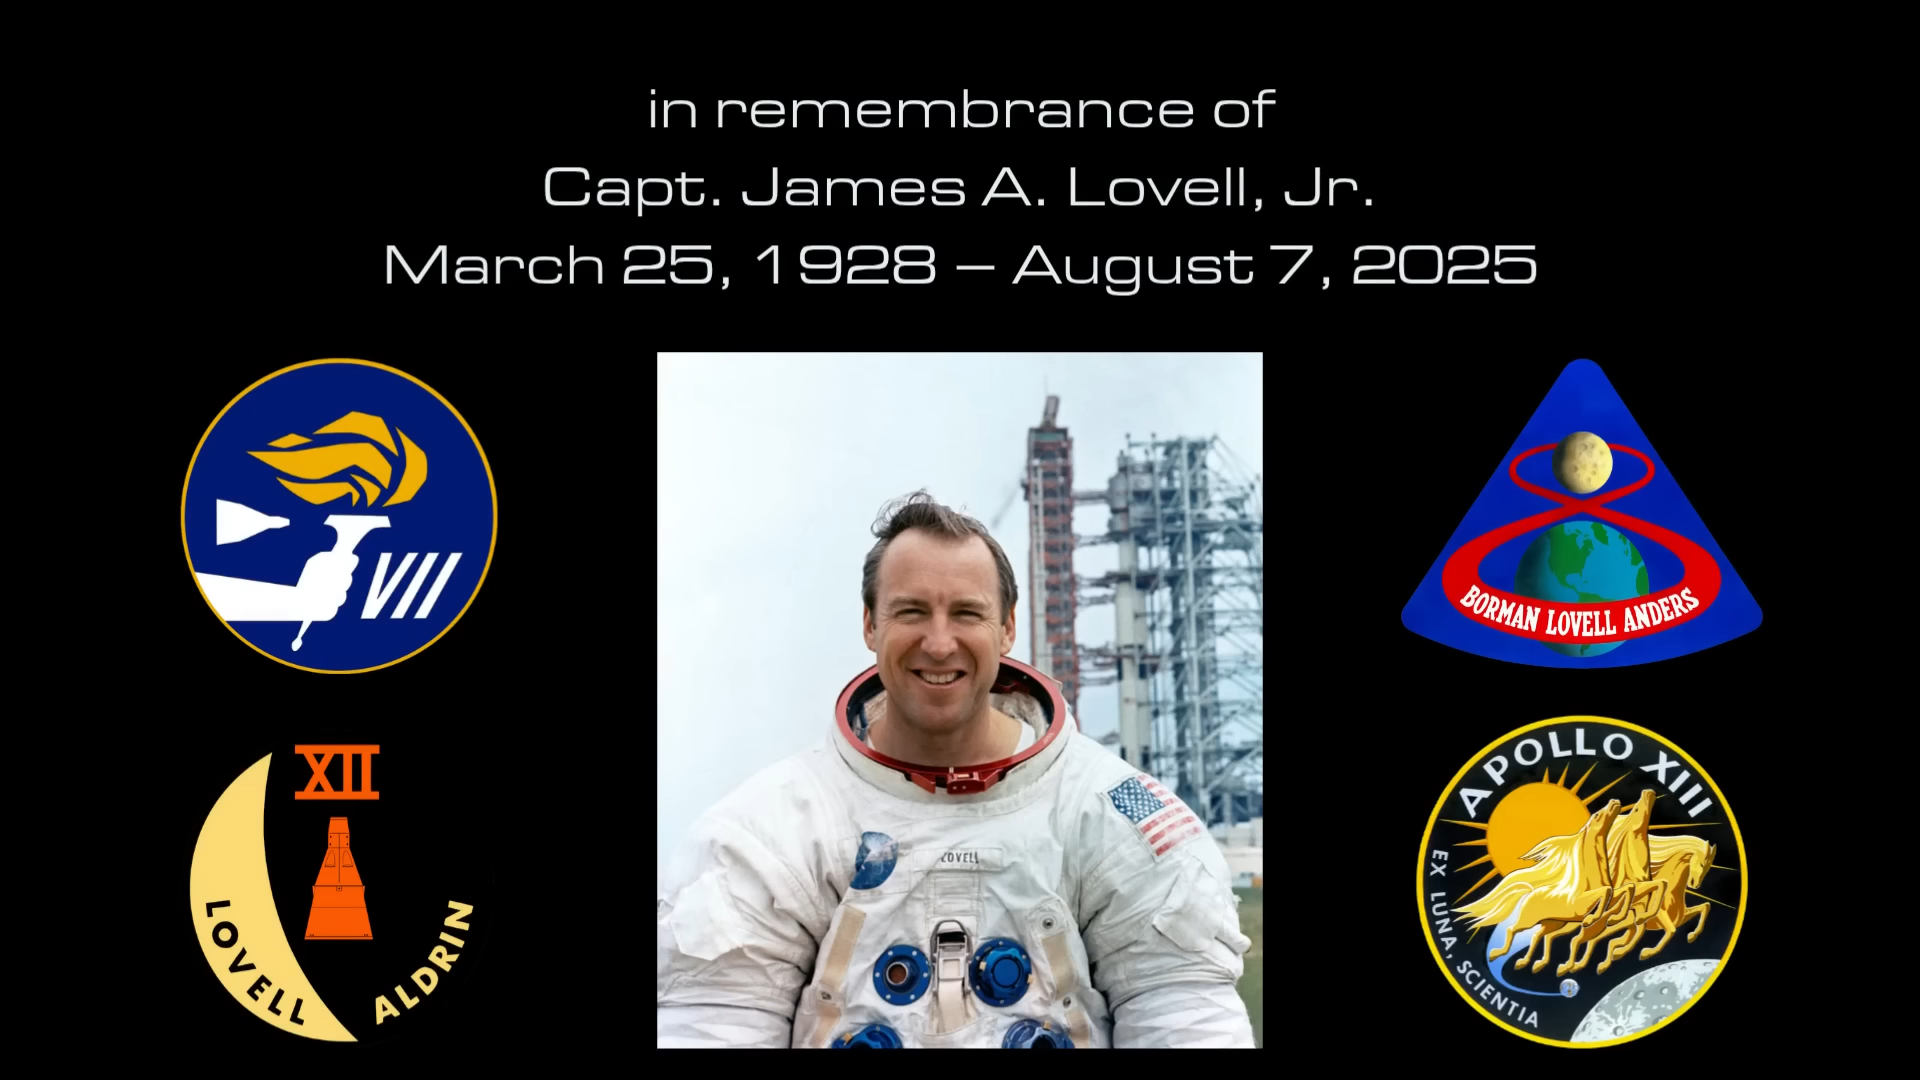 in remembrance of
Capt. James A. Lovell, Jr.
March 25, 1928 – August 7, 2025
VII
BORMAN LOVELL ANDERS
XII
LOVELL
ALDRIN
LOVELL
APOLLO XIII
EX LUNA, SCIENTIA